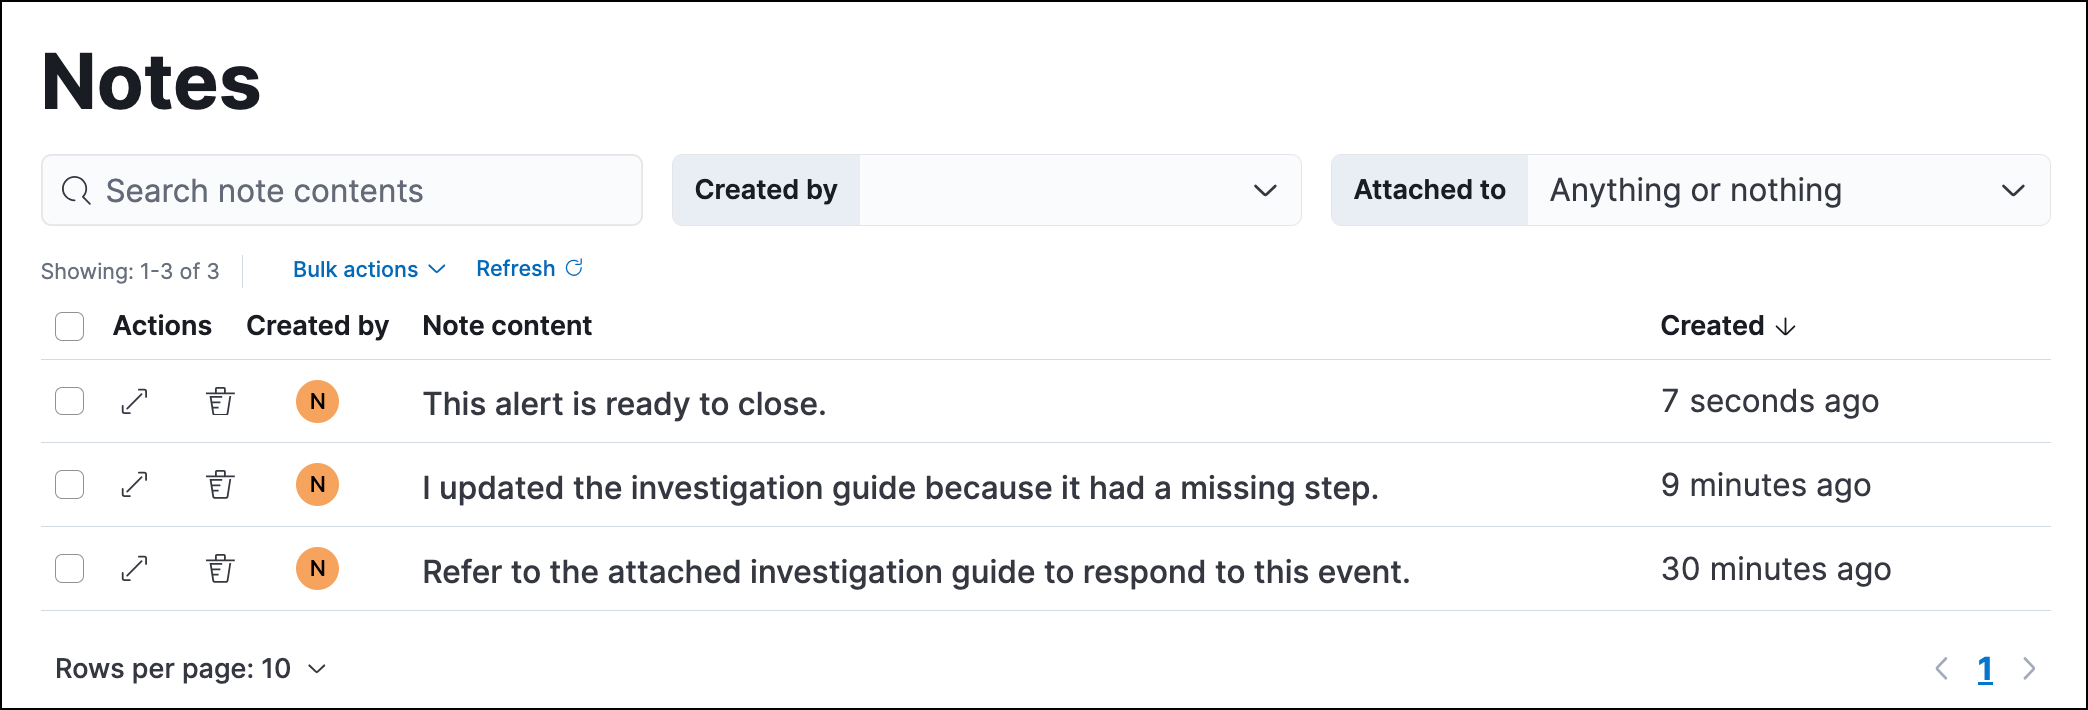 Notes
Search note contents
Created by
Attached to Anything or nothing
Showing: 1-3 of 3
Bulk actions
Refresh
Actions Created by Note content Created
N This alert is ready to close. 7 seconds ago
N I updated the investigation guide because it had a missing step. 9 minutes ago
N Refer to the attached investigation guide to respond to this event. 30 minutes ago
Rows per page: 10
1